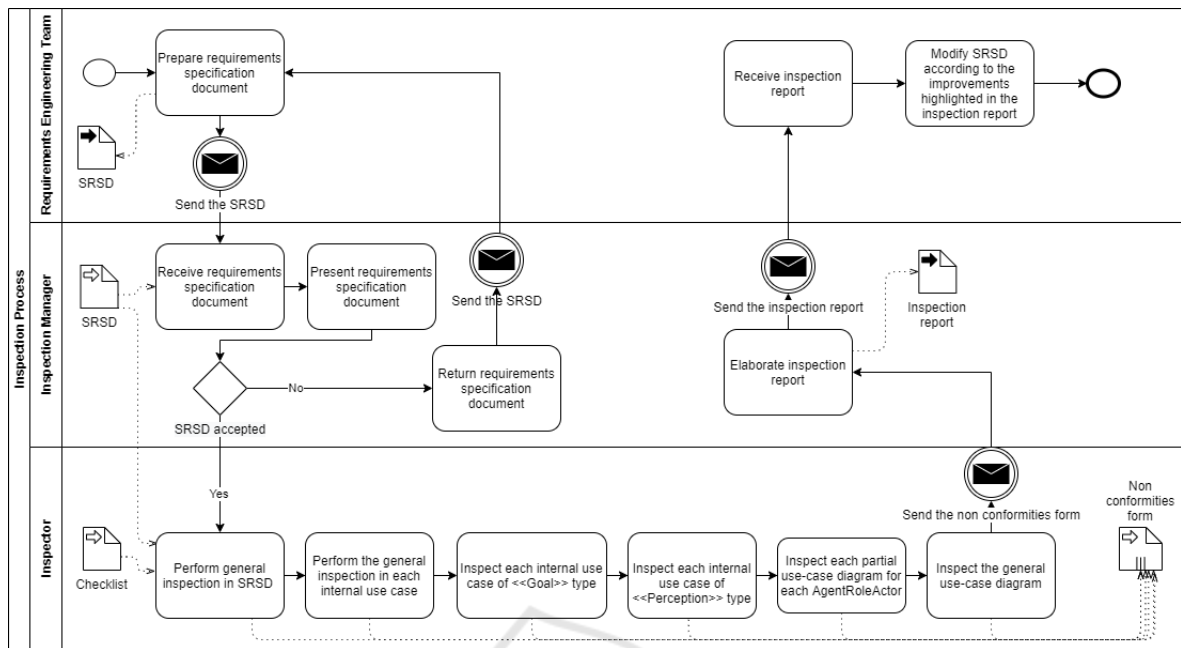 Inspection Process
Requirements Engineering Team
Prepare requirements
specification
document
SRSD
Send the SRSD
Receive inspection
report
Modify SRSD
according to the
improvements
highlighted in the
inspection report
Inspection Manager
SRSD
Receive requirements
specification
document
Present requirements
specification
document
Send the SRSD
SRSD accepted
No
Return requirements
specification
document
Send the inspection report
Elaborate inspection
report
Inspection
report
Inspector
Yes
Checklist
Perform general
inspection in SRSD
Perform the general
inspection in each
internal use case
Inspect each internal use
case of <<Goal>> type
Inspect each internal
use case of
<<Perception>> type
Inspect each partial
use-case diagram for
each AgentRoleActor
Inspect the general
use-case diagram
Send the non conformities form
Non
conformities
form